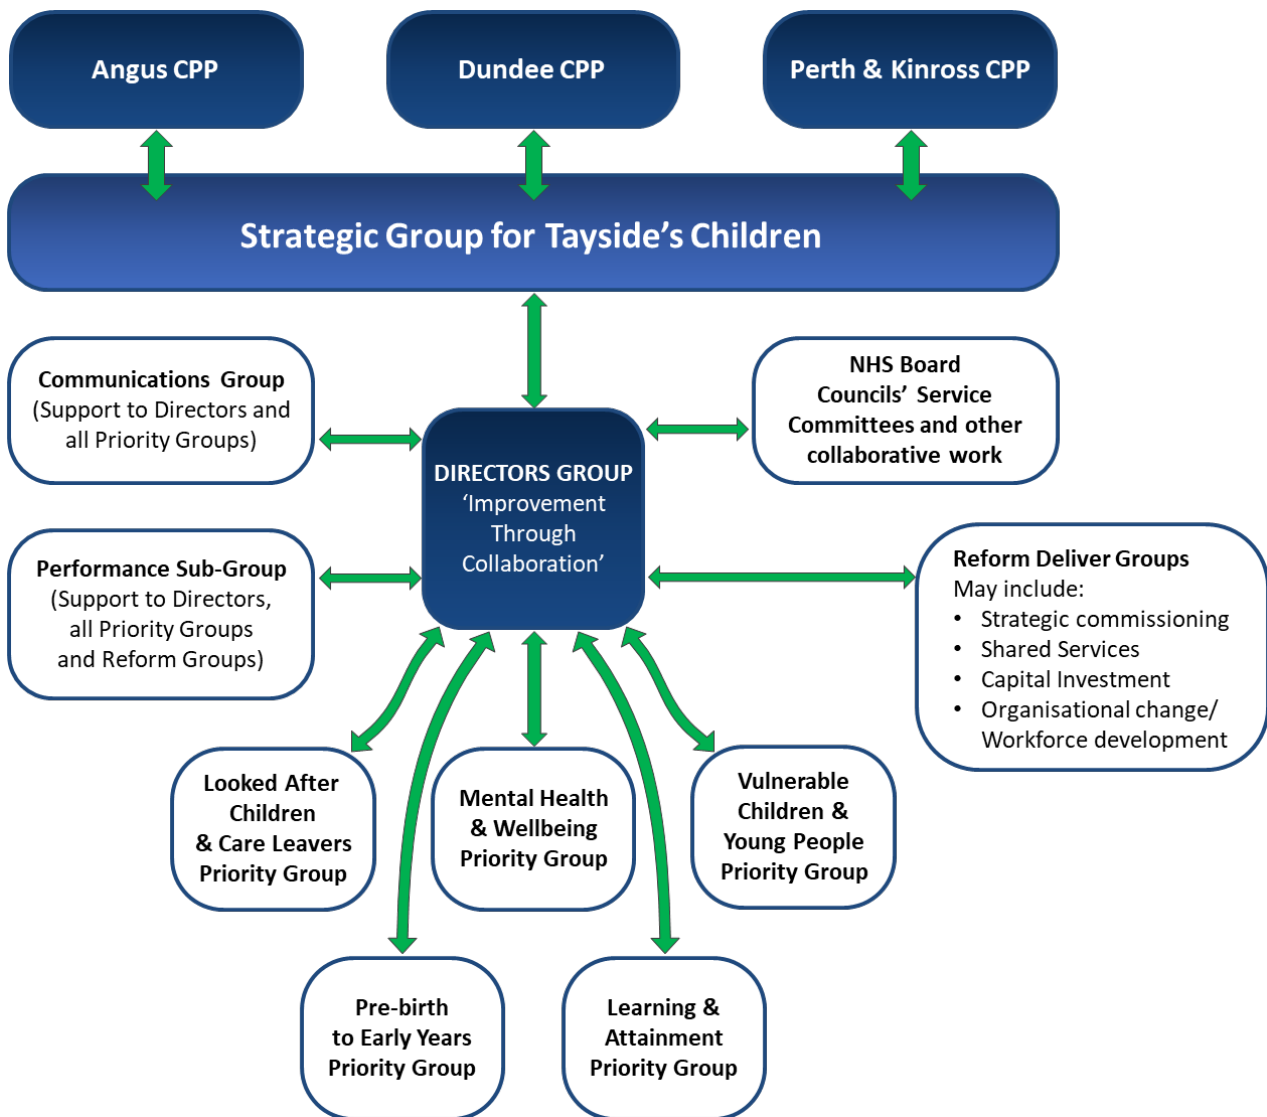 Angus CPP
Dundee CPP
Perth & Kinross CPP
Strategic Group for Tayside’s Children
Communications Group
(Support to Directors and
all Priority Groups)
NHS Board
Councils’ Service
Committees and other
collaborative work
DIRECTORS GROUP
‘Improvement
Through
Collaboration’
Performance Sub-Group
(Support to Directors,
all Priority Groups
and Reform Groups)
Reform Deliver Groups
May include:
• Strategic commissioning
• Shared Services
• Capital Investment
• Organisational change/
Workforce development
Looked After
Children
& Care Leavers
Priority Group
Mental Health
& Wellbeing
Priority Group
Vulnerable
Children &
Young People
Priority Group
Pre-birth
to Early Years
Priority Group
Learning &
Attainment
Priority Group